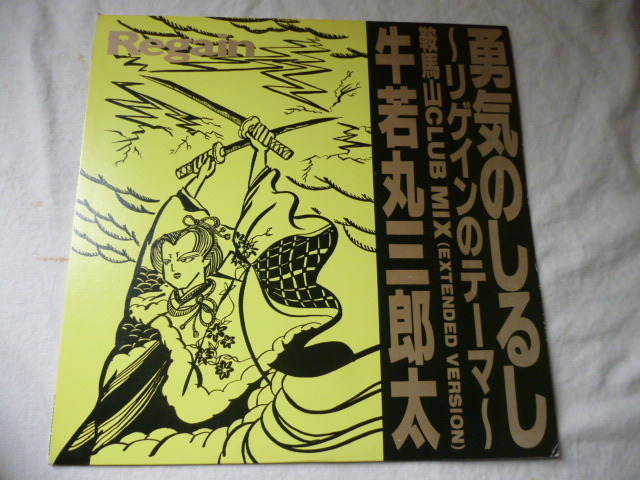 Regain
勇気のしるし
〜リゲインのテーマ〜
鞍馬山CLUB MIX(EXTENDED VERSION)
牛若丸三郎太